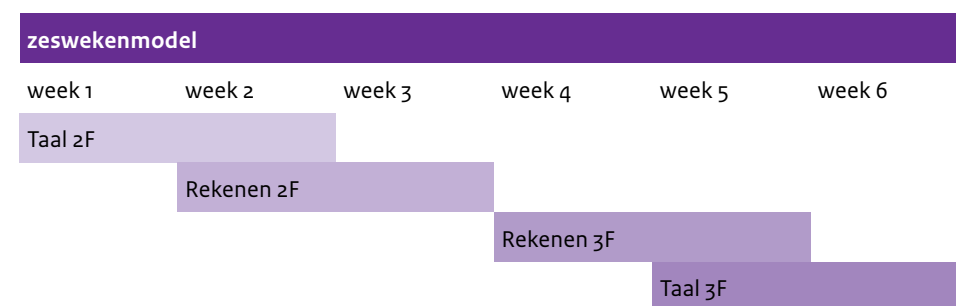 zeswekenmodel
week 1 week 2 week 3 week 4 week 5 week 6
Taal 2F
Rekenen 2F
Rekenen 3F
Taal 3F